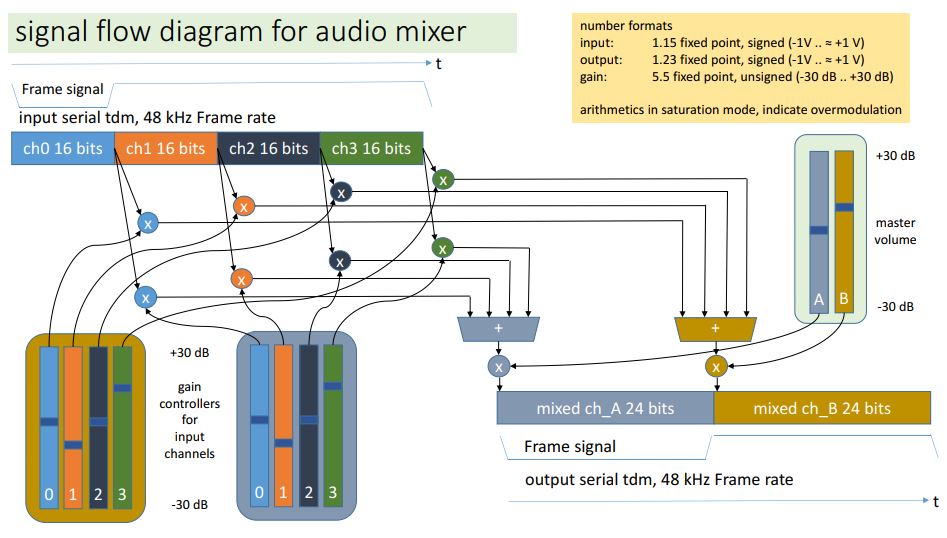 signal flow diagram for audio mixer
number formats
input: 1.15 fixed point, signed (-1V .. ≈ +1 V)
output: 1.23 fixed point, signed (-1V .. ≈ +1 V)
gain: 5.5 fixed point, unsigned (-30 dB .. +30 dB)
arithmetics in saturation mode, indicate overmodulation
t
Frame signal
input serial tdm, 48 kHz Frame rate
ch0 16 bits ch1 16 bits ch2 16 bits ch3 16 bits
+30 dB
x
x
x
master
volume
x
x
x
x
x
A B
-30 dB
+ +
+30 dB
x x
gain
controllers
for
input
channels
mixed ch_A 24 bits mixed ch_B 24 bits
Frame signal
output serial tdm, 48 kHz Frame rate
0 1 2 3
0 1 2 3
-30 dB
t